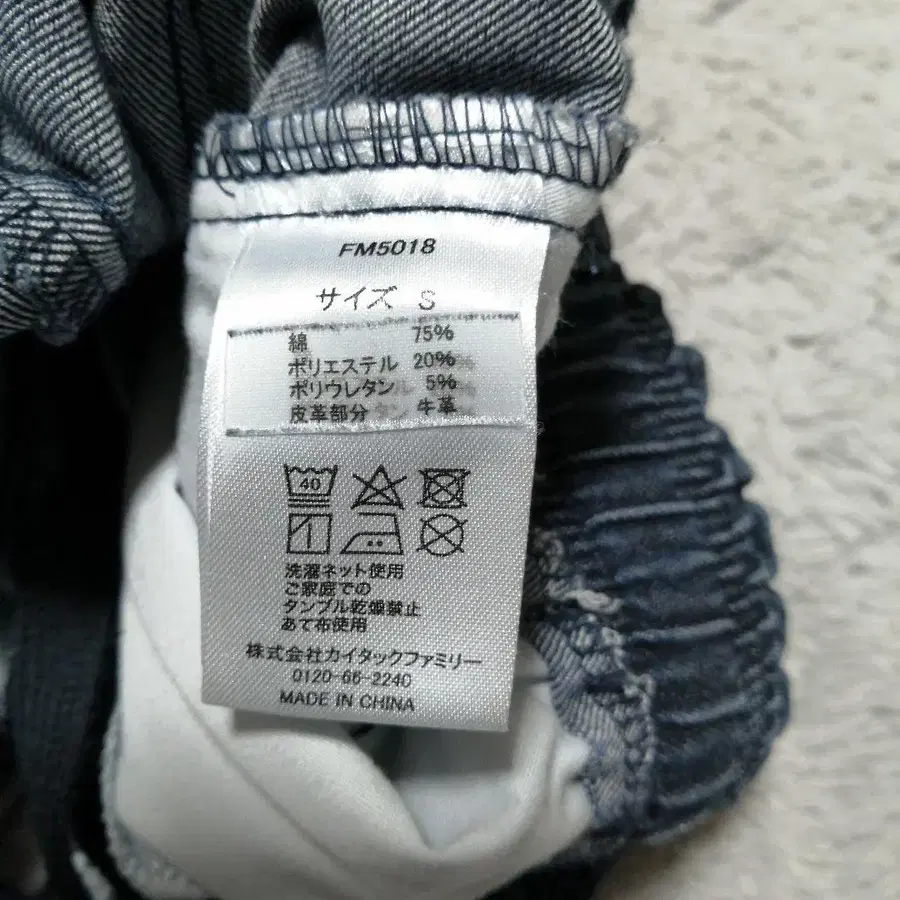 FM5018
サイズ S
綿 75%
ポリエステル 20%
ポリウレタン 5%
皮革部分 牛革
40
洗濯ネット使用
ご家庭での
タンブル乾燥禁止
あて布使用
株式会社カイタックファミリー
0120-66-2240
MADE IN CHINA